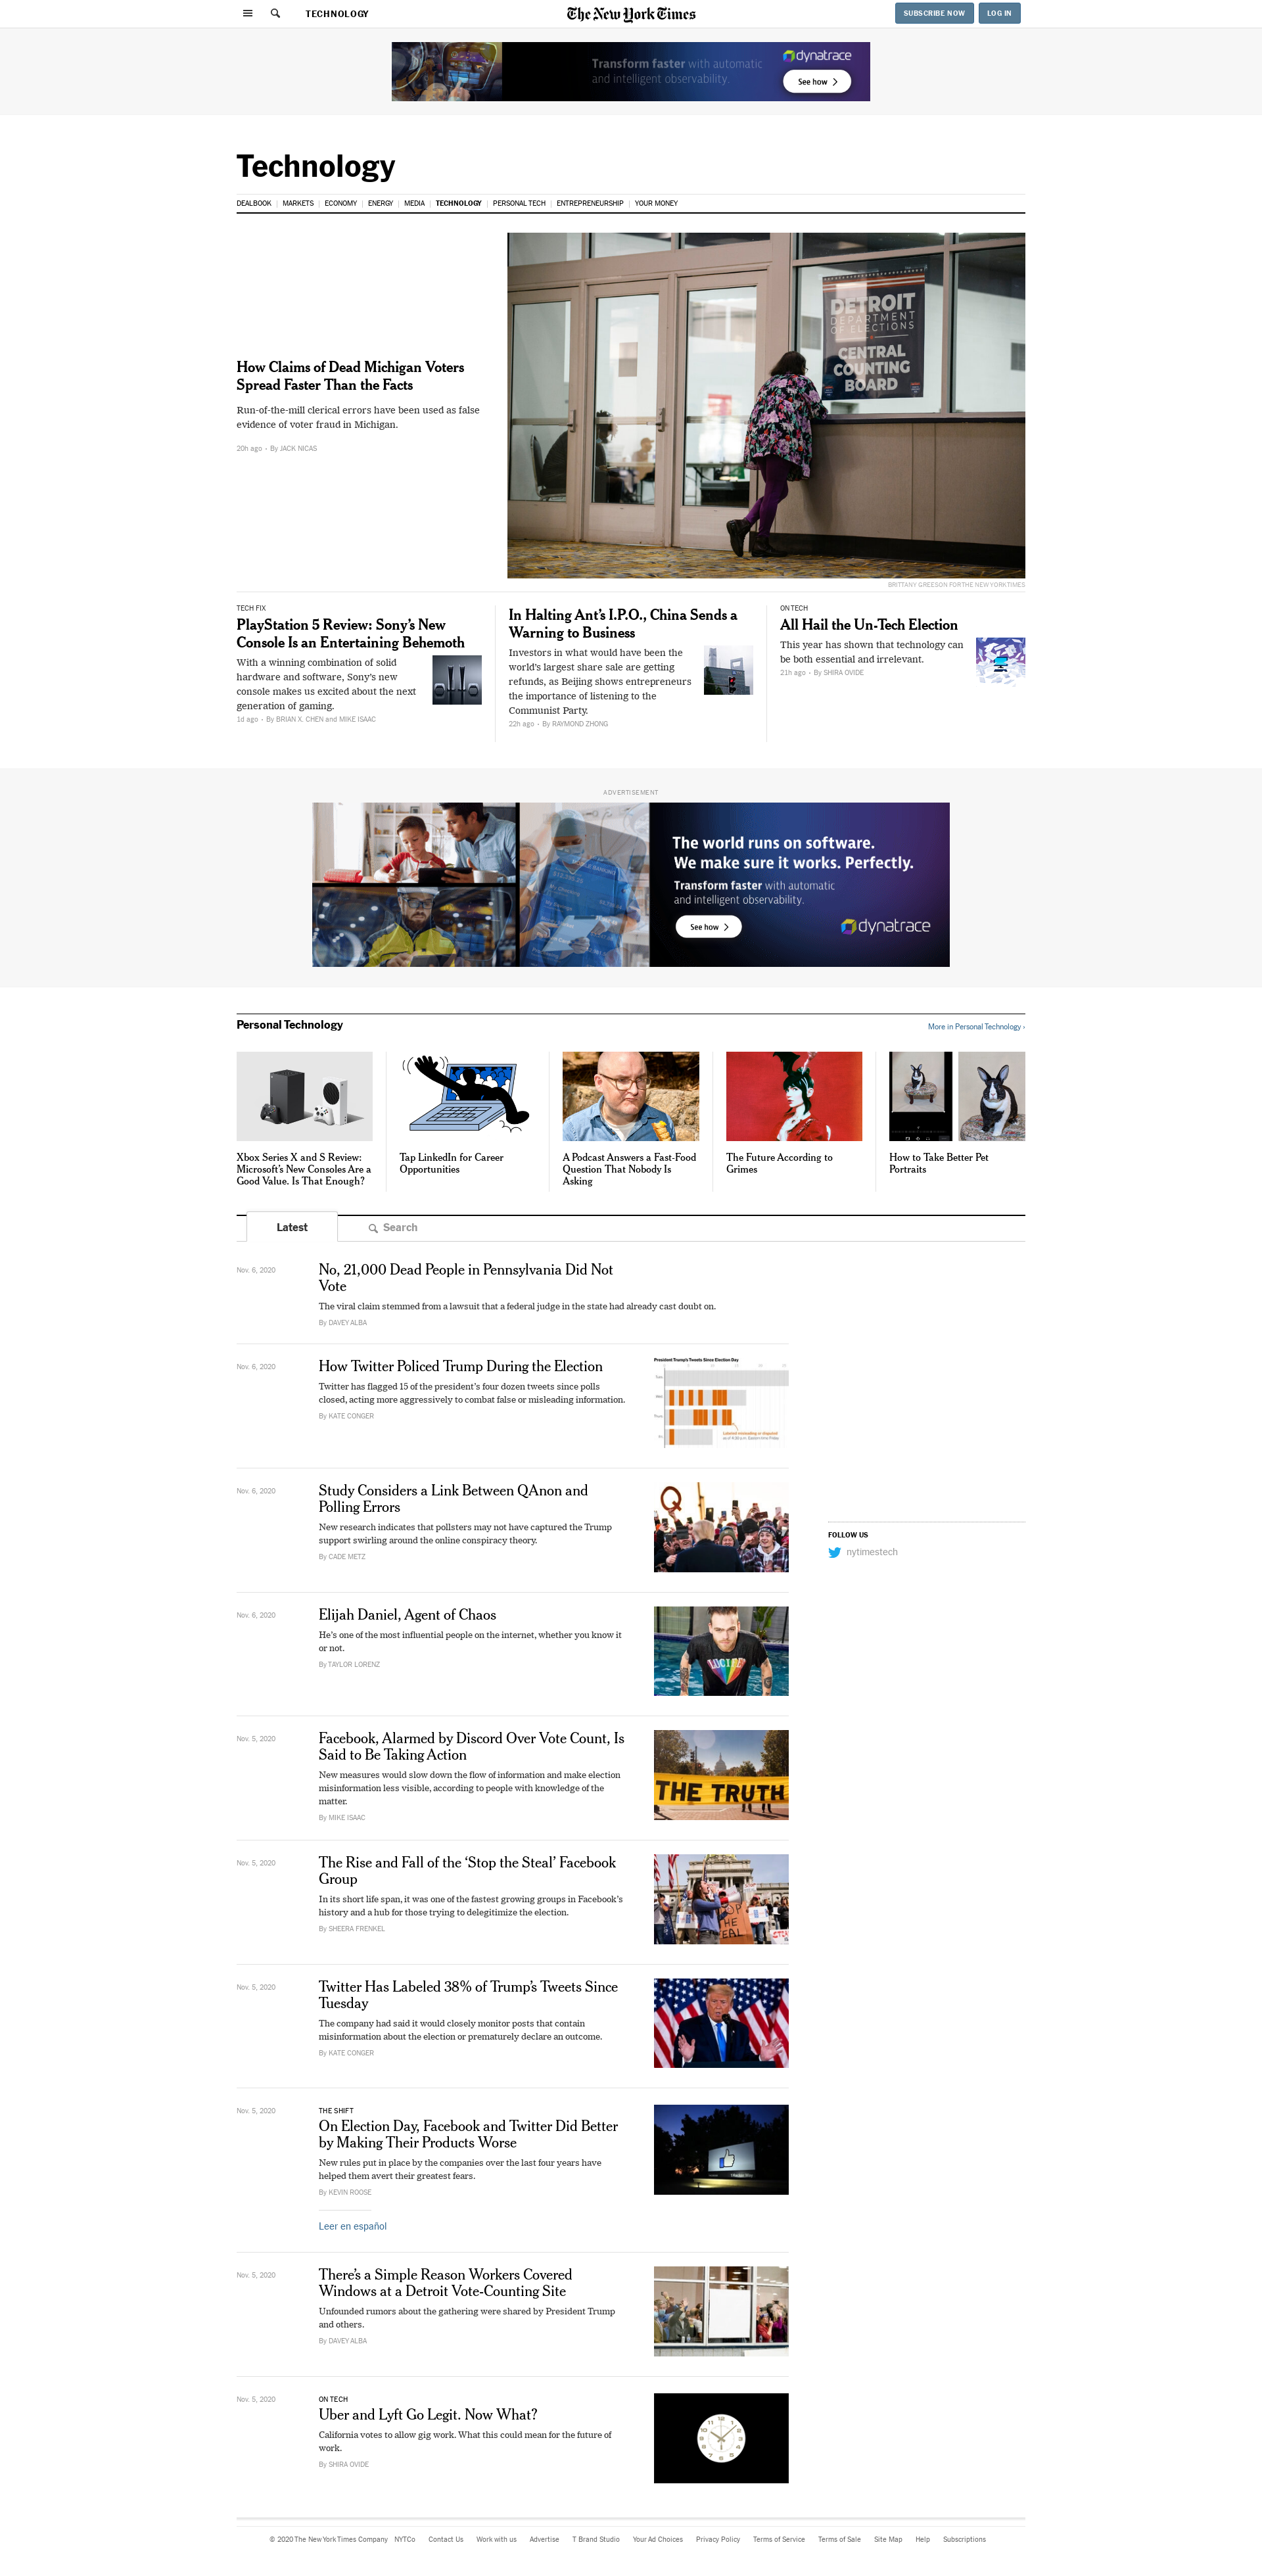 TECHNOLOGY
The New York Times
SUBSCRIBE NOW
LOG IN
Transform faster with automatic
and intelligent observability.
dynatrace
See how
Technology
DEALBOOK
MARKETS
ECONOMY
ENERGY
MEDIA
TECHNOLOGY
PERSONAL TECH
ENTREPRENEURSHIP
YOUR MONEY
How Claims of Dead Michigan Voters
Spread Faster Than the Facts
Run-of-the-mill clerical errors have been used as false
evidence of voter fraud in Michigan.
20h ago • By JACK NICAS
DETROIT
DEPARTMENT
OF ELECTIONS
CENTRAL
COUNTING
BOARD
BRITTANY GREESON FOR THE NEW YORK TIMES
TECH FIX
PlayStation 5 Review: Sony’s New
Console Is an Entertaining Behemoth
With a winning combination of solid
hardware and software, Sony’s new
console makes us excited about the next
generation of gaming.
1d ago • By BRIAN X. CHEN and MIKE ISAAC
In Halting Ant’s I.P.O., China Sends a
Warning to Business
Investors in what would have been the
world’s largest share sale are getting
refunds, as Beijing shows entrepreneurs
the importance of listening to the
Communist Party.
22h ago • By RAYMOND ZHONG
ON TECH
All Hail the Un-Tech Election
This year has shown that technology can
be both essential and irrelevant.
21h ago • By SHIRA OVIDE
ADVERTISEMENT
The world runs on software.
We make sure it works. Perfectly.
Transform faster with automatic
and intelligent observability.
See how
dynatrace
Personal Technology
More in Personal Technology ›
Xbox Series X and S Review:
Microsoft’s New Consoles Are a
Good Value. Is That Enough?
Tap LinkedIn for Career
Opportunities
A Podcast Answers a Fast-Food
Question That Nobody Is
Asking
The Future According to
Grimes
How to Take Better Pet
Portraits
Latest
Search
Nov. 6, 2020
No, 21,000 Dead People in Pennsylvania Did Not
Vote
The viral claim stemmed from a lawsuit that a federal judge in the state had already cast doubt on.
By DAVEY ALBA
Nov. 6, 2020
How Twitter Policed Trump During the Election
Twitter has flagged 15 of the president’s four dozen tweets since polls
closed, acting more aggressively to combat false or misleading information.
By KATE CONGER
President Trump's Tweets Since Election Day
Nov. 6, 2020
Study Considers a Link Between QAnon and
Polling Errors
New research indicates that pollsters may not have captured the Trump
support swirling around the online conspiracy theory.
By CADE METZ
Q
FOLLOW US
nytimestech
Nov. 6, 2020
Elijah Daniel, Agent of Chaos
He’s one of the most influential people on the internet, whether you know it
or not.
By TAYLOR LORENZ
Nov. 5, 2020
Facebook, Alarmed by Discord Over Vote Count, Is
Said to Be Taking Action
New measures would slow down the flow of information and make election
misinformation less visible, according to people with knowledge of the
matter.
By MIKE ISAAC
THE TRUTH
Nov. 5, 2020
The Rise and Fall of the ‘Stop the Steal’ Facebook
Group
In its short life span, it was one of the fastest growing groups in Facebook’s
history and a hub for those trying to delegitimize the election.
By SHEERA FRENKEL
Nov. 5, 2020
Twitter Has Labeled 38% of Trump’s Tweets Since
Tuesday
The company had said it would closely monitor posts that contain
misinformation about the election or prematurely declare an outcome.
By KATE CONGER
Nov. 5, 2020
THE SHIFT
On Election Day, Facebook and Twitter Did Better
by Making Their Products Worse
New rules put in place by the companies over the last four years have
helped them avert their greatest fears.
By KEVIN ROOSE
Leer en español
Nov. 5, 2020
There’s a Simple Reason Workers Covered
Windows at a Detroit Vote-Counting Site
Unfounded rumors about the gathering were shared by President Trump
and others.
By DAVEY ALBA
Nov. 5, 2020
ON TECH
Uber and Lyft Go Legit. Now What?
California votes to allow gig work. What this could mean for the future of
work.
By SHIRA OVIDE
© 2020 The New York Times Company
NYTCo
Contact Us
Work with us
Advertise
T Brand Studio
Your Ad Choices
Privacy Policy
Terms of Service
Terms of Sale
Site Map
Help
Subscriptions